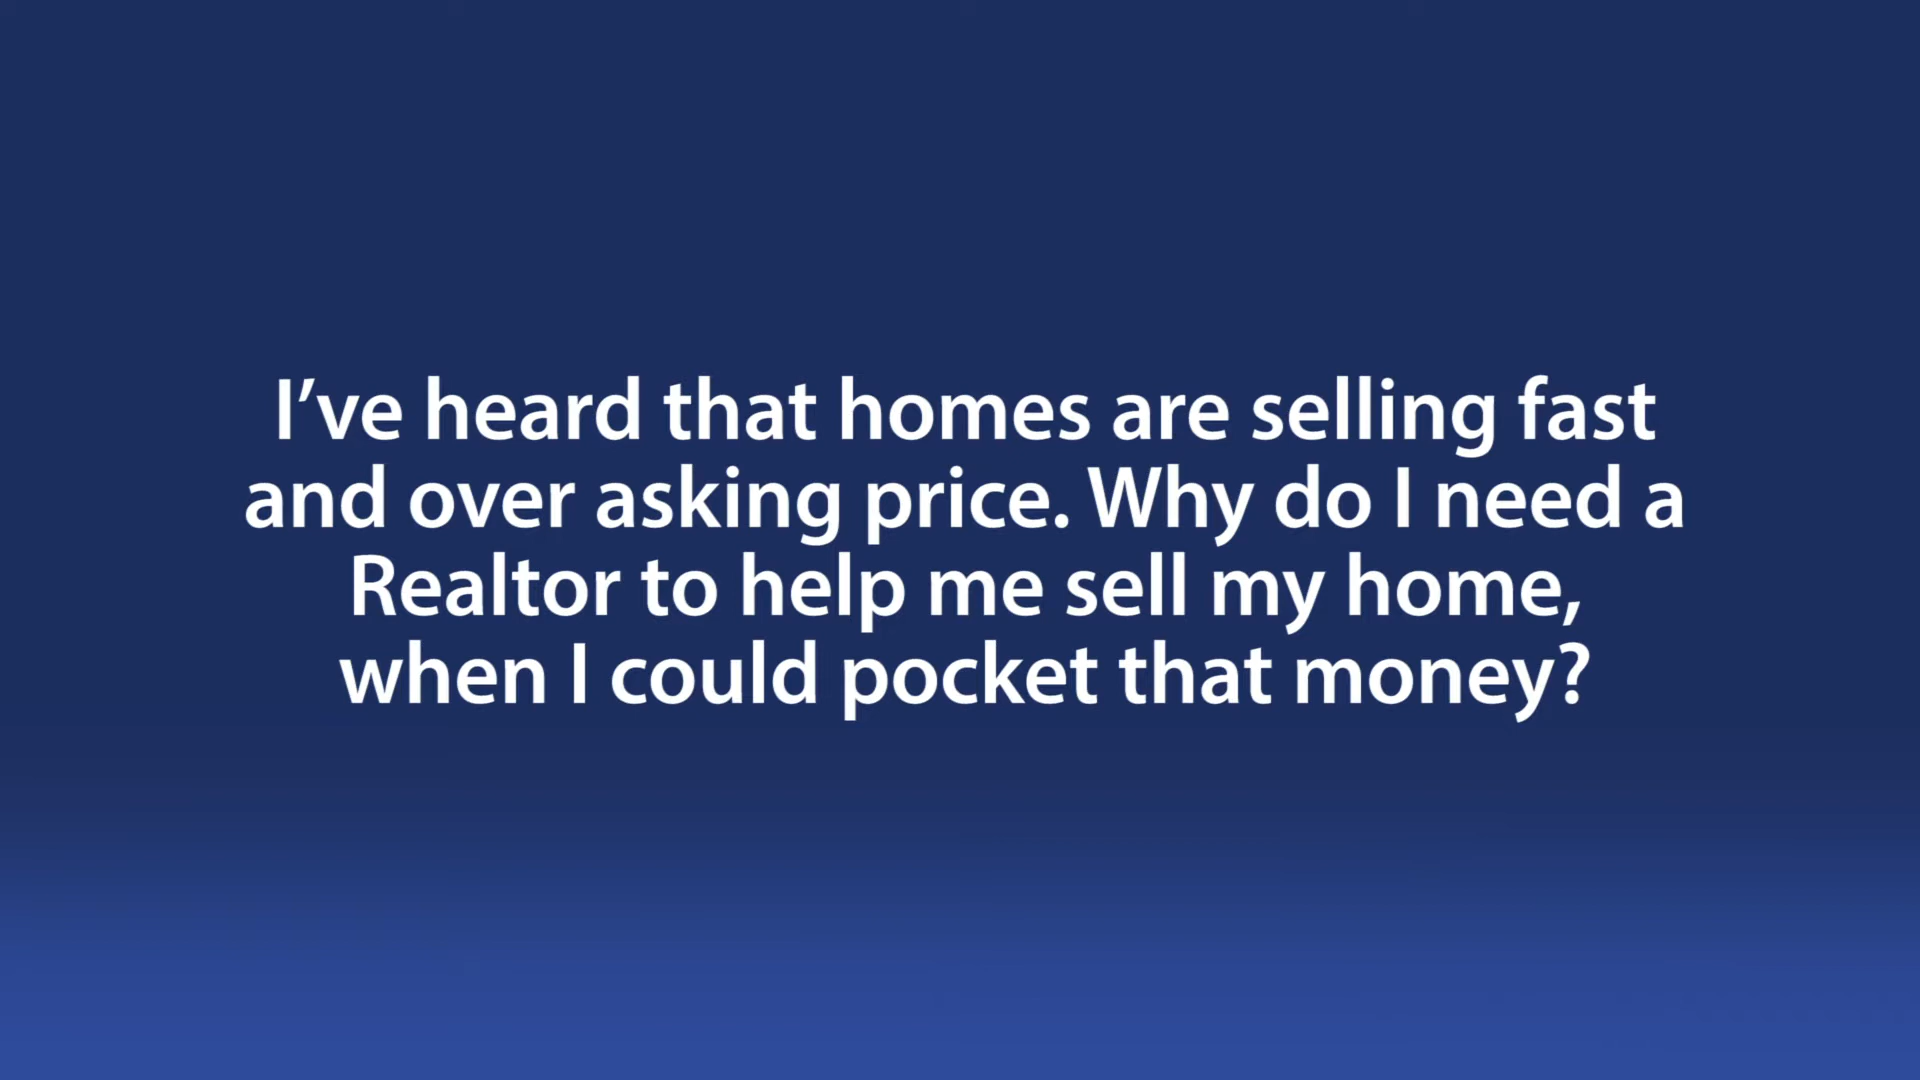 I’ve heard that homes are selling fast
and over asking price. Why do I need a
Realtor to help me sell my home,
when I could pocket that money?